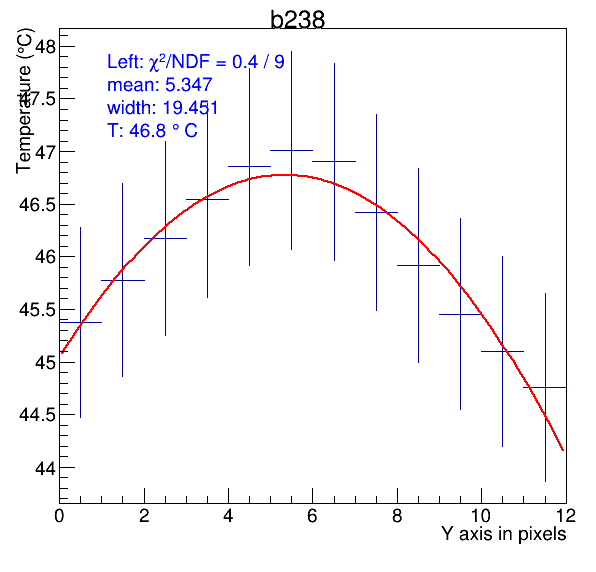 b238
Temperature (°C)
Left: χ²/NDF = 0.4 / 9
mean: 5.347
width: 19.451
T: 46.8 ° C
48
47.5
47
46.5
46
45.5
45
44.5
44
0 2 4 6 8 10 12
Y axis in pixels